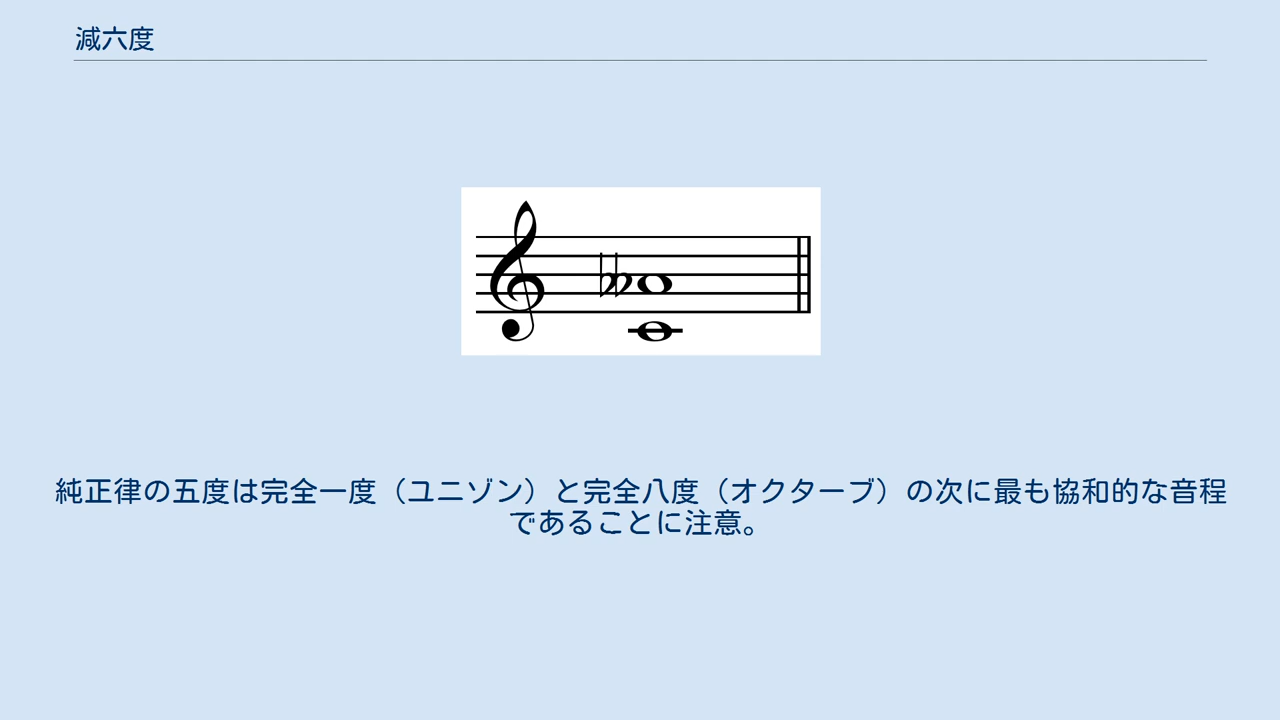 減六度
純正律の五度は完全一度（ユニゾン）と完全八度（オクターブ）の次に最も協和的な音程
であることに注意。